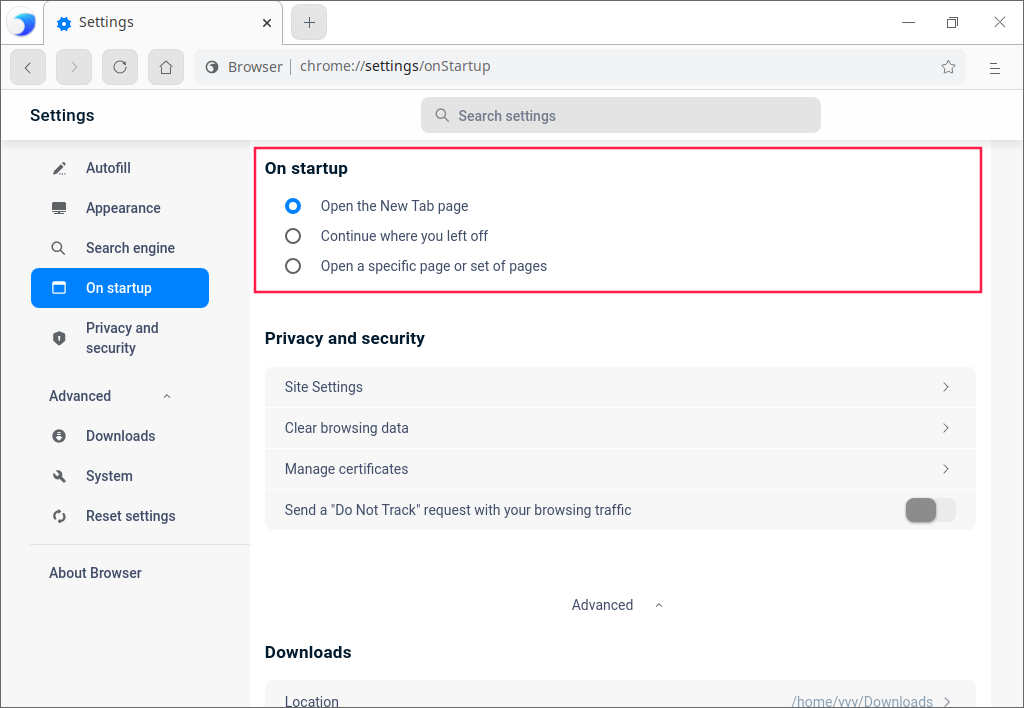 Settings
Browser | chrome://settings/onStartup
Settings
Search settings
Autofill
Appearance
Search engine
On startup
Privacy and
security
Advanced
Downloads
System
Reset settings
About Browser
On startup
Open the New Tab page
Continue where you left off
Open a specific page or set of pages
Privacy and security
Site Settings
Clear browsing data
Manage certificates
Send a "Do Not Track" request with your browsing traffic
Advanced
Downloads
Location /home/yyy/Downloads